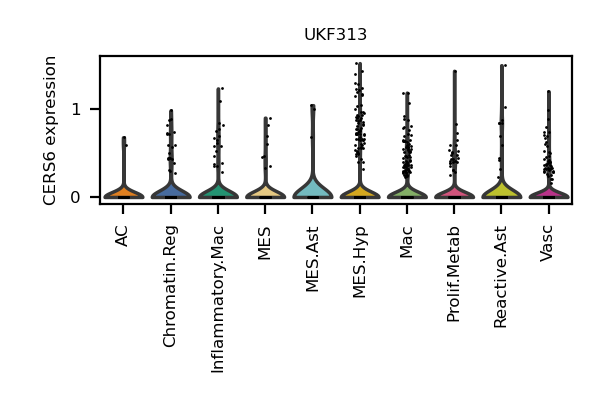 UKF313
CERS6 expression
1
0
AC
Chromatin.Reg
Inflammatory.Mac
MES
MES.Ast
MES.Hyp
Mac
Prolif.Metab
Reactive.Ast
Vasc